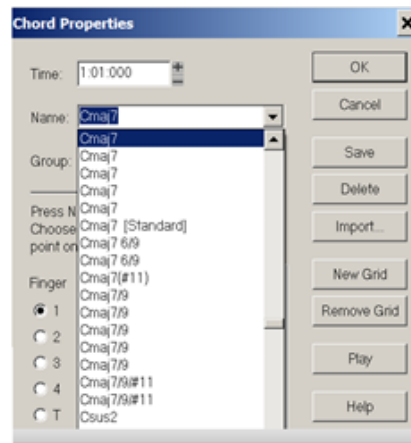 Chord Properties
Time: 1:01:000
OK
Name: Cmaj7
Cancel
Cmaj7
Cmaj7
Group:
Save
Cmaj7
Cmaj7
Cmaj7
Delete
Press N
Cmaj7 [Standard]
Choose
Import...
Cmaj7 6/9
point on
Cmaj7 6/9
Cmaj7(#11)
New Grid
Finger
Cmaj7/9
1
Cmaj7/9
Remove Grid
2
Cmaj7/9
3
Cmaj7/9
Play
4
Cmaj7/9/#11
Cmaj7/9/#11
Help
T
Csus2